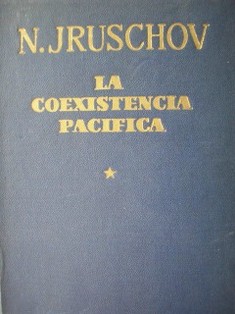 N. JRUSCHOV
LA
COEXISTENCIA
PACIFICA